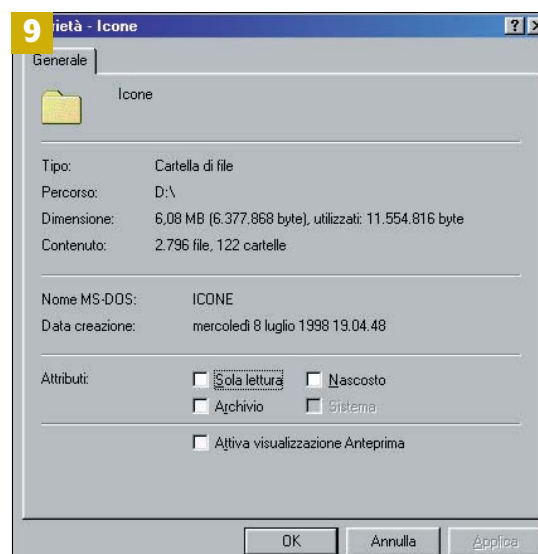 9
ietà - Icone
Generale
Icone
Tipo: Cartella di file
Percorso: D:\
Dimensione: 6,08 MB (6.377.868 byte), utilizzati: 11.554.816 byte
Contenuto: 2.796 file, 122 cartelle
Nome MS-DOS: ICONE
Data creazione: mercoledì 8 luglio 1998 19.04.48
Attributi: Sola lettura Nascosto
Archivio Sistema
Attiva visualizzazione Anteprima
OK Annulla Applica